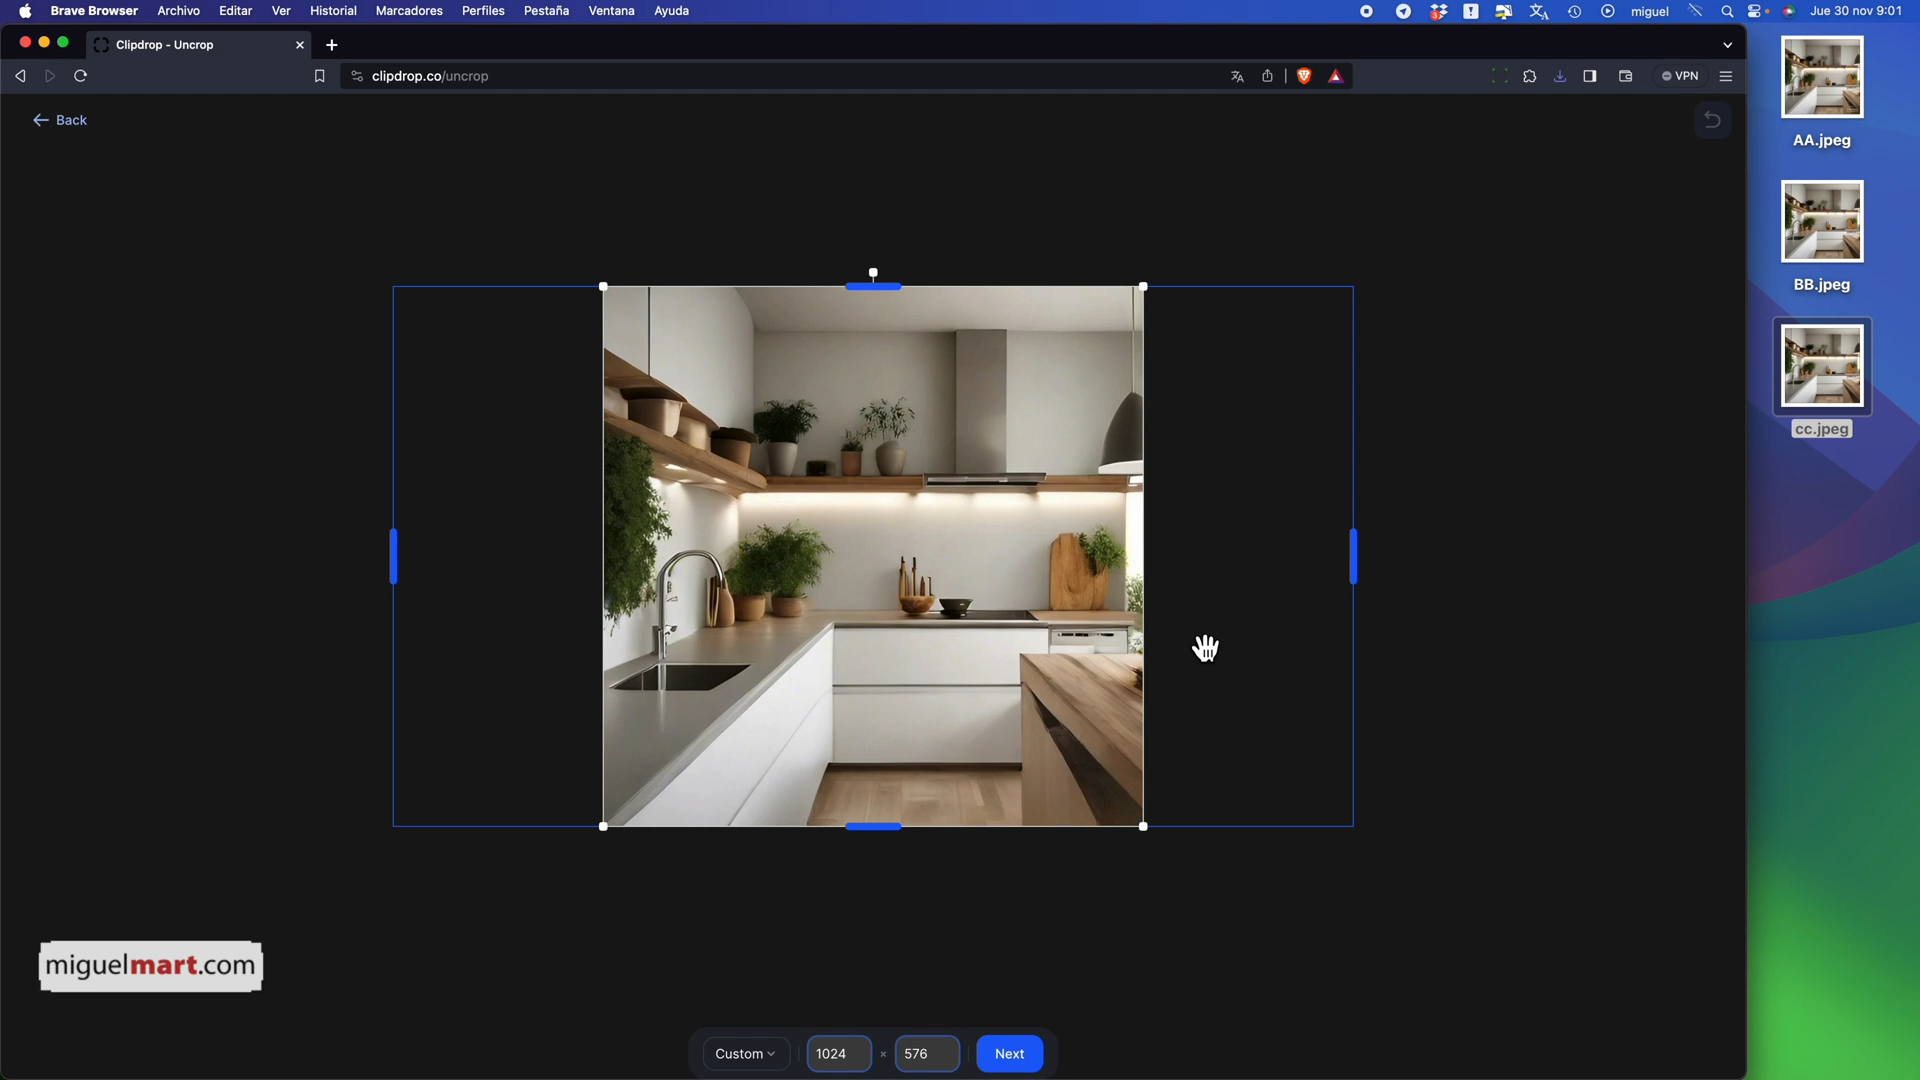 Brave Browser Archivo Editar Ver Historial Marcadores Perfiles Pestaña Ventana Ayuda
3 miguel Jue 30 nov 9:01
Clipdrop - Uncrop
clipdrop.co/uncrop
VPN
Back
AA.jpeg
BB.jpeg
cc.jpeg
miguelmart.com
Custom 1024 × 576 Next